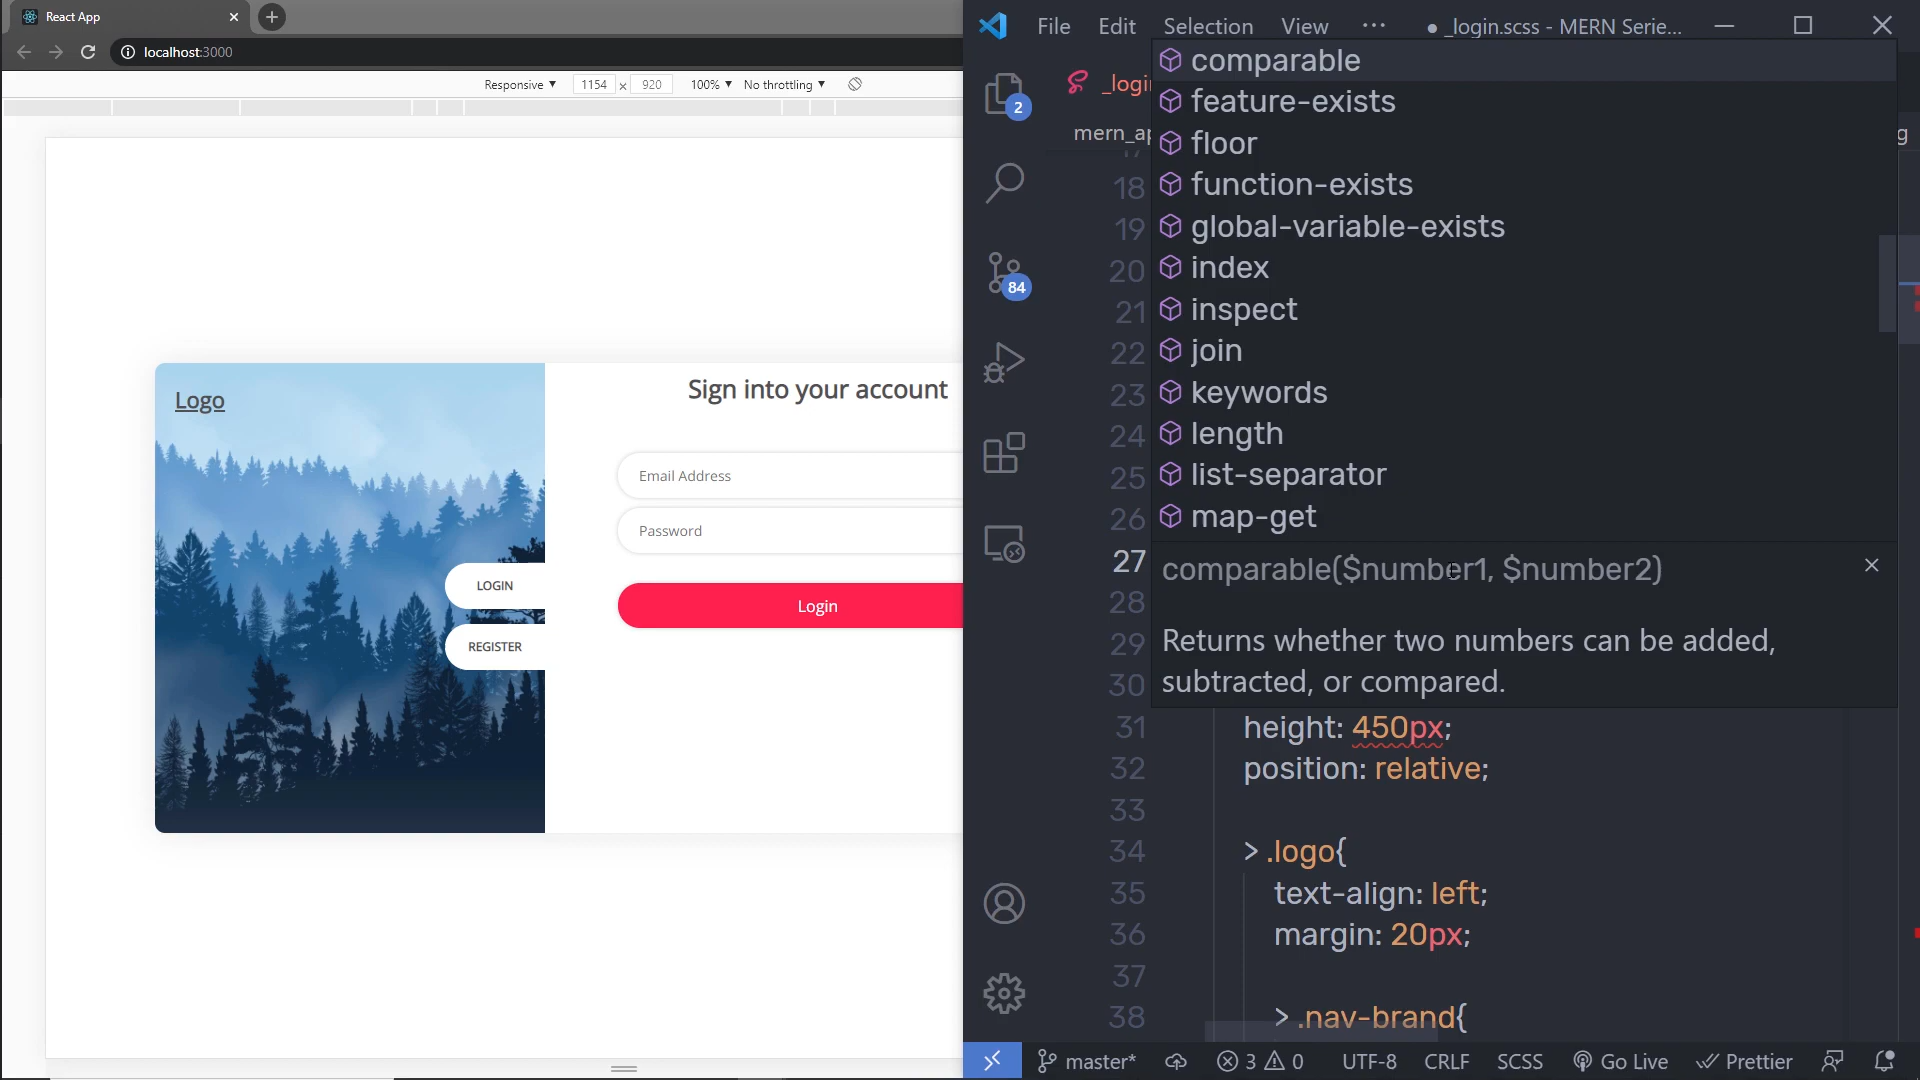 React App
localhost:3000
Responsive
1154 x 920
100%
No throttling
Logo
Sign into your account
Email Address
Password
Login
LOGIN
REGISTER
File Edit Selection View ···
● _login.scss - MERN Serie...
2
84
comparable
feature-exists
floor
function-exists
global-variable-exists
index
inspect
join
keywords
length
list-separator
map-get
comparable($number1, $number2)
Returns whether two numbers can be added,
subtracted, or compared.
18
19
20
21
22
23
24
25
26
27
28
29
30
31 height: 450px;
32 position: relative;
33
34 > .logo{
35 text-align: left;
36 margin: 20px;
37
38 > .nav-brand{
master* 3 0 UTF-8 CRLF SCSS Go Live Prettier